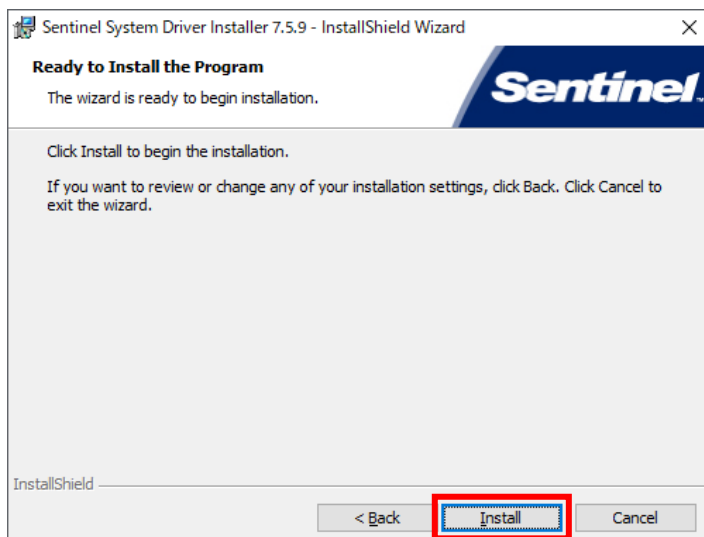 Sentinel System Driver Installer 7.5.9 - InstallShield Wizard
Ready to Install the Program
The wizard is ready to begin installation.
Sentinel™
Click Install to begin the installation.
If you want to review or change any of your installation settings, click Back. Click Cancel to
exit the wizard.
InstallShield
< Back
Install
Cancel